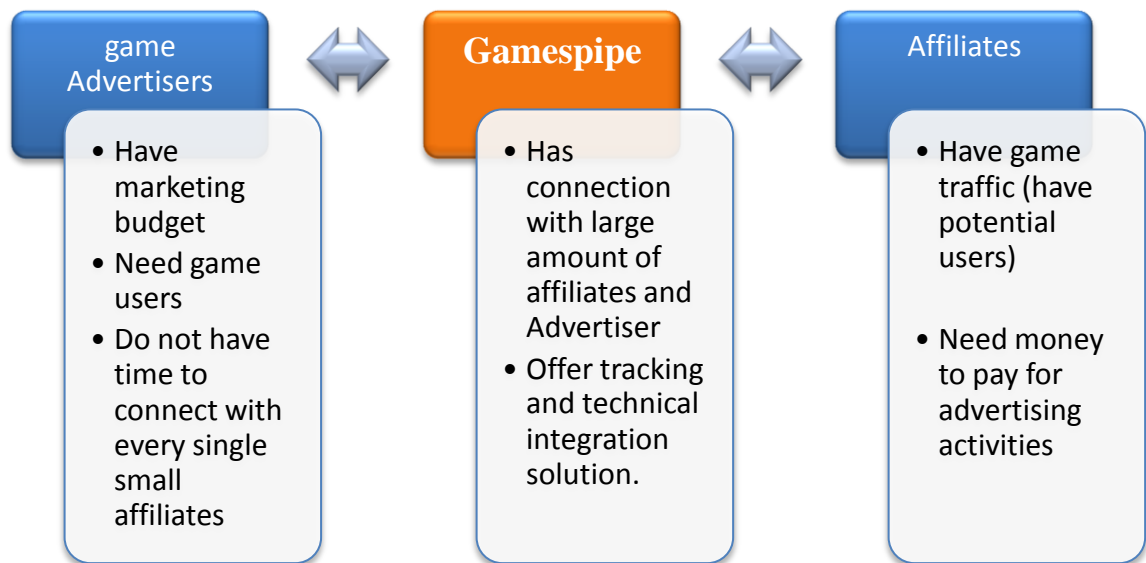 game
Advertisers
• Have
marketing
budget
• Need game
users
• Do not have
time to
connect with
every single
small
affiliates
Gamespipe
• Has
connection
with large
amount of
affiliates and
Advertiser
• Offer tracking
and technical
integration
solution.
Affiliates
• Have game
traffic (have
potential
users)
• Need money
to pay for
advertising
activities